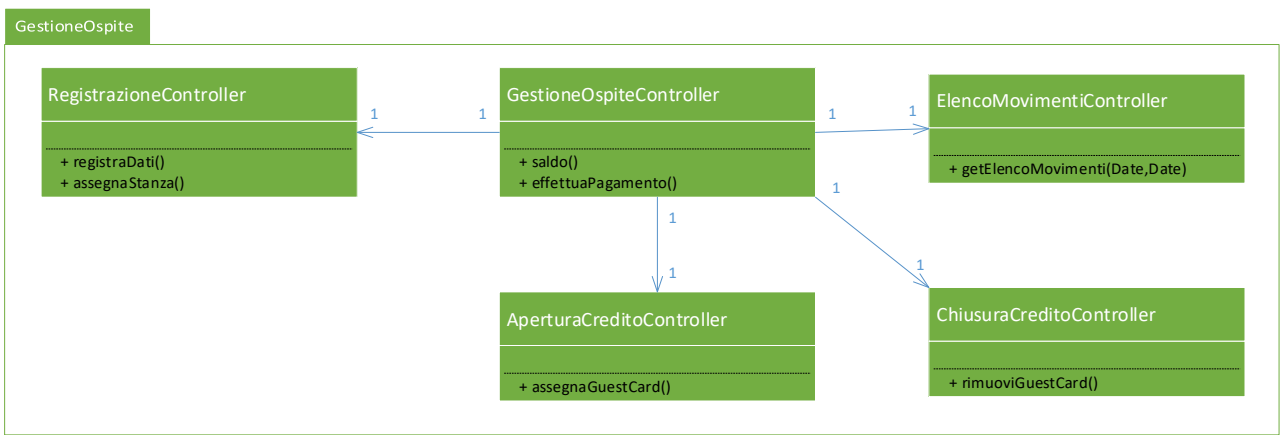 GestioneOspite
RegistrazioneController
+ registraDati()
+ assegnaStanza()
1
1
GestioneOspiteController
+ saldo()
+ effettuaPagamento()
1
1
ElencoMovimentiController
+ getElencoMovimenti(Date,Date)
1
1
1
1
AperturaCreditoController
+ assegnaGuestCard()
ChiusuraCreditoController
+ rimuoviGuestCard()